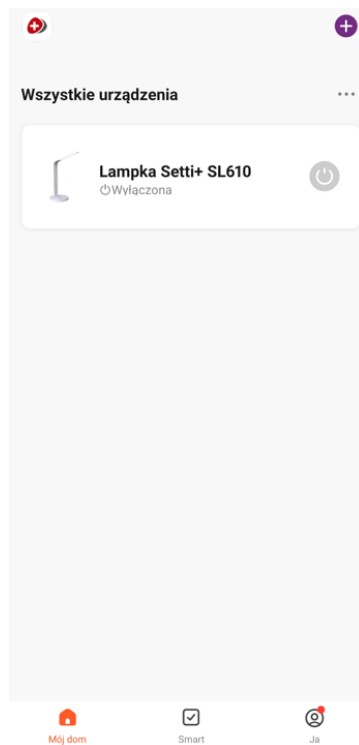 Wszystkie urządzenia
Lampka Setti+ SL610
Wyłączona
Mój dom
Smart
Ja